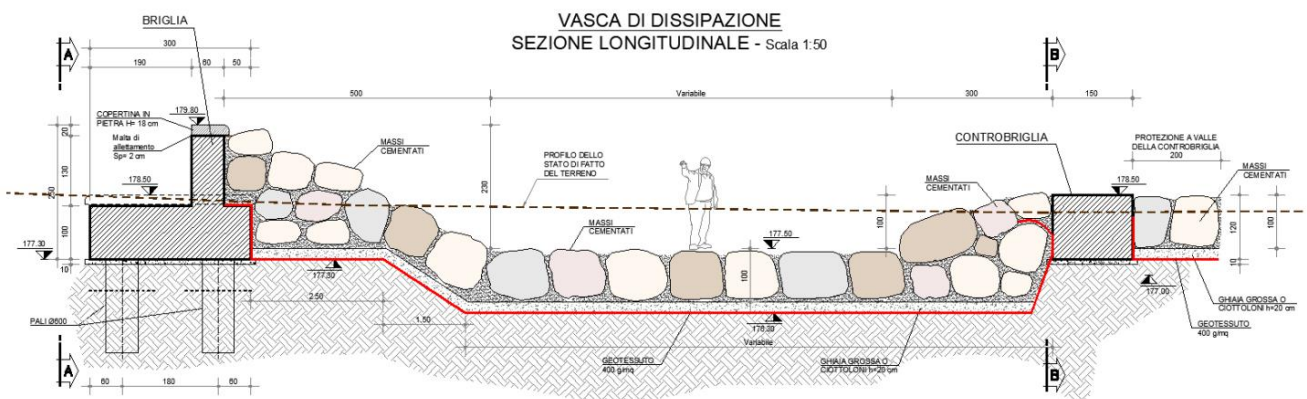 VASCA DI DISSIPAZIONE
SEZIONE LONGITUDINALE - Scala 1:50
BRIGLIA
A
B
300
190
60
50
500
Variabile
300
150
COPERTINA IN
PIETRA H= 18 cm
179.80
Malta di
allettamento
Sp= 2 cm
20
130
250
100
10
178.50
177.30
MASSI
CEMENTATI
PROFILO DELLO
STATO DI FATTO
DEL TERRENO
230
CONTROBRIGLIA
PROTEZIONE A VALLE
DELLA CONTROBRIGLIA
200
MASSI
CEMENTATI
MASSI
CEMENTATI
178.50
100
120
100
10
MASSI
CEMENTATI
177.50
100
177.00
2.50
1.50
PALI Ø600
GEOTESSUTO
400 g/mq
GHIAIA GROSSA O
CIOTTOLONI h=20 cm
GHIAIA GROSSA O
CIOTTOLONI h=20 cm
GEOTESSUTO
400 g/mq
Variabile
A
B
60
180
60